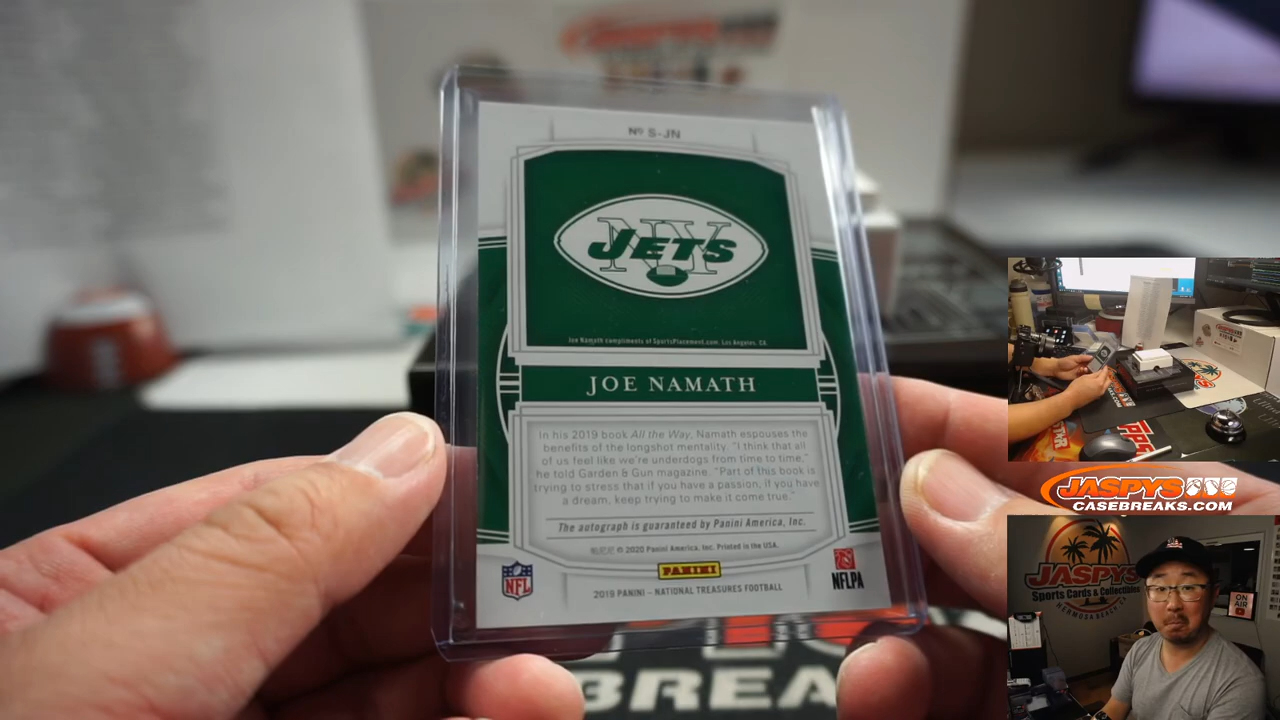 Nº S-JN
NY
JETS
Joe Namath compliments of SportsPlacement.com, Los Angeles, CA
JOE NAMATH
In his 2019 book All the Way, Namath espouses the
benefits of the longshot mentality. "I think that all
of us feel like we're underdogs from time to time,"
he told Garden & Gun magazine. "Part of this book is
trying to stress that if you have a passion, if you have
a dream, keep trying to make it come true."
The autograph is guaranteed by Panini America, Inc.
© 2020 Panini America, Inc. Printed in the USA.
PANINI
2019 PANINI – NATIONAL TREASURES FOOTBALL
NFL
NFLPA
BREA
JASPYS
CASEBREAKS.COM
JASPYS
Sports Cards & Collectibles
HERMOSA BEACH, CA
ON
AIR